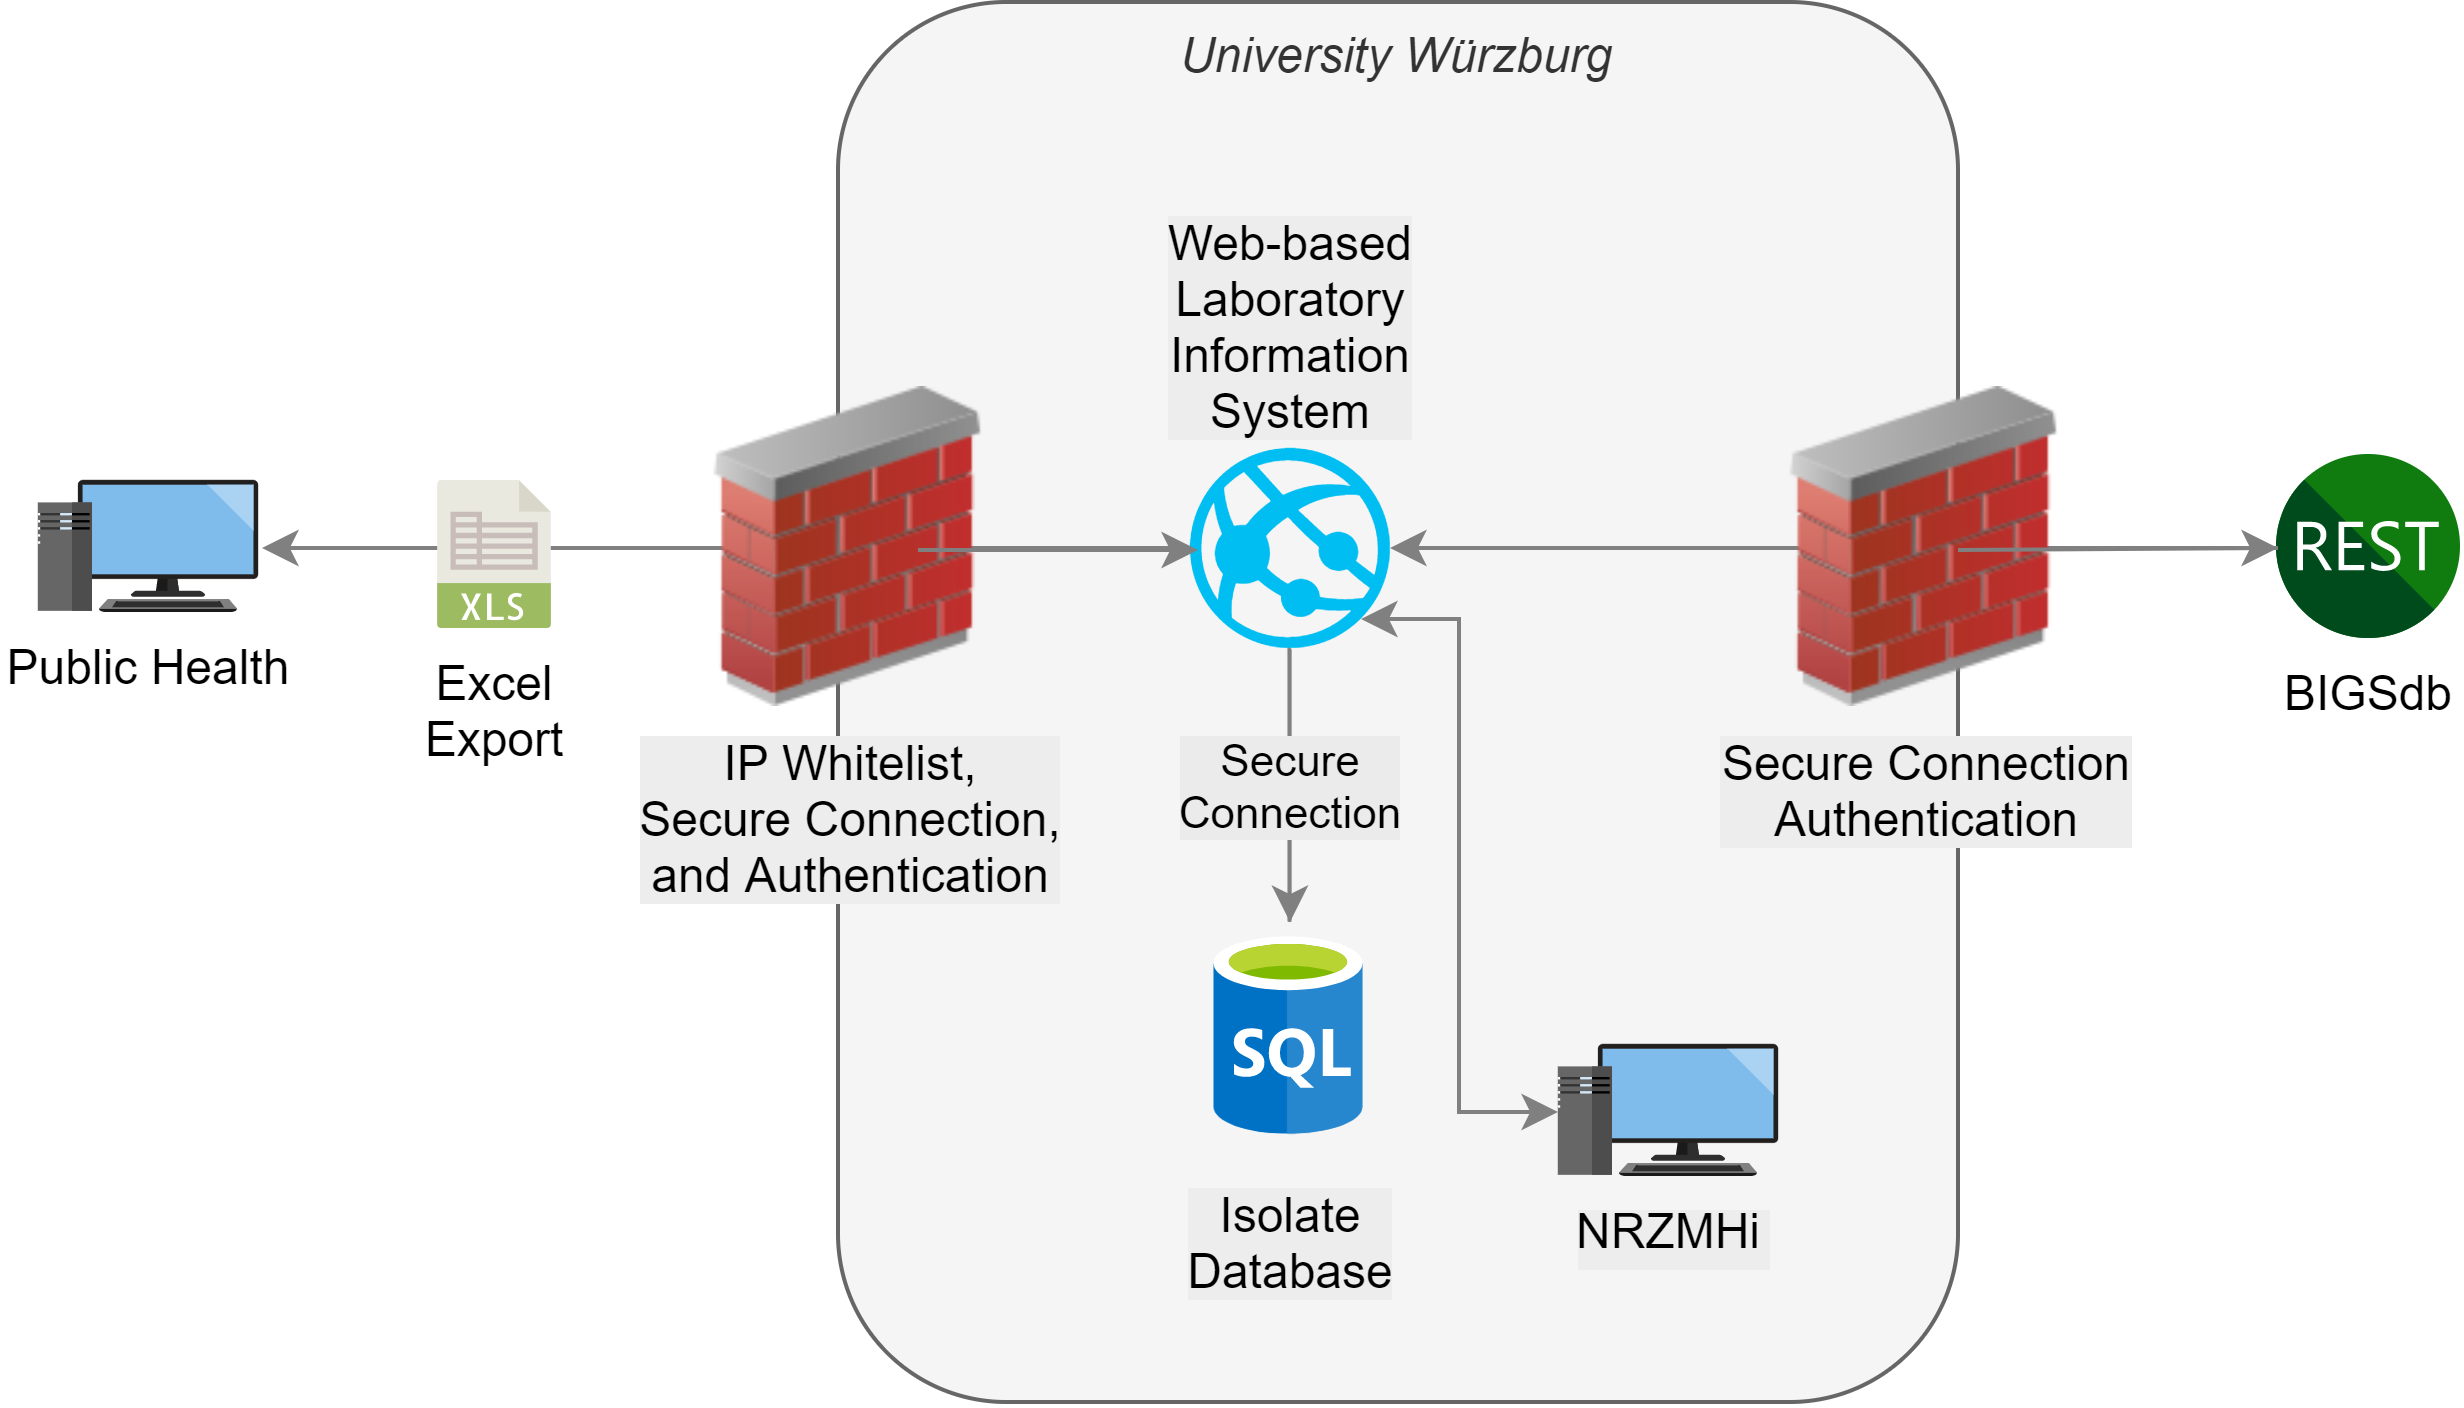 University Würzburg
Web-based
Laboratory
Information
System
XLS
REST
Public Health
Excel
Export
BIGSdb
IP Whitelist,
Secure Connection,
and Authentication
Secure
Connection
Secure Connection
Authentication
SQL
Isolate
Database
NRZMHi